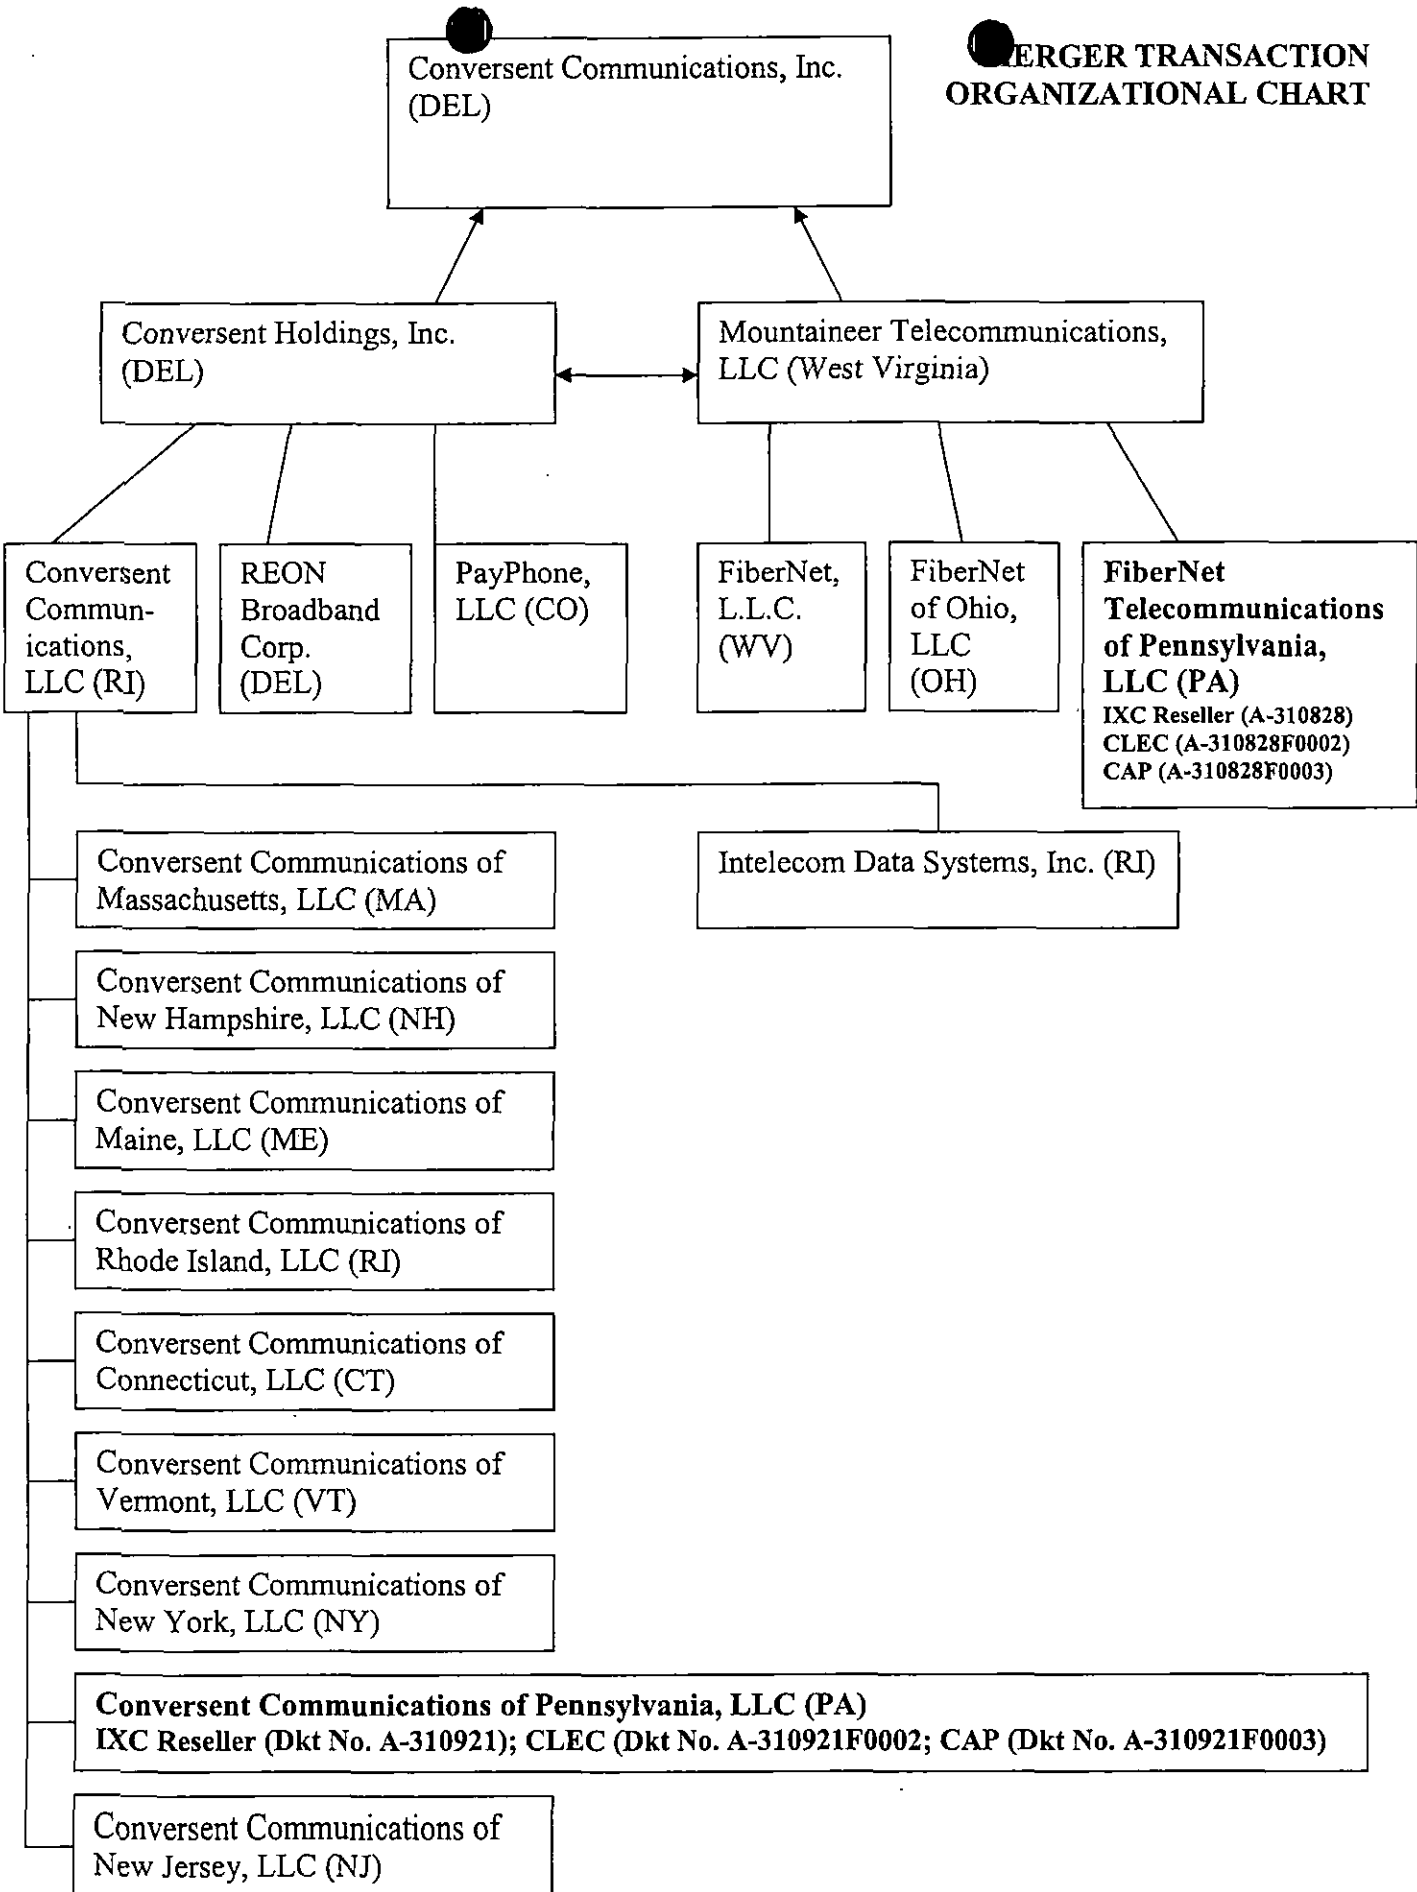 ERGER TRANSACTION
ORGANIZATIONAL CHART
Conversent Communications, Inc.
(DEL)
Conversent Holdings, Inc.
(DEL)
Mountaineer Telecommunications,
LLC (West Virginia)
Conversent
Commun-
ications,
LLC (RI)
REON
Broadband
Corp.
(DEL)
PayPhone,
LLC (CO)
FiberNet,
L.L.C.
(WV)
FiberNet
of Ohio,
LLC
(OH)
FiberNet
Telecommunications
of Pennsylvania,
LLC (PA)
IXC Reseller (A-310828)
CLEC (A-310828F0002)
CAP (A-310828F0003)
Conversent Communications of
Massachusetts, LLC (MA)
Intelecom Data Systems, Inc. (RI)
Conversent Communications of
New Hampshire, LLC (NH)
Conversent Communications of
Maine, LLC (ME)
Conversent Communications of
Rhode Island, LLC (RI)
Conversent Communications of
Connecticut, LLC (CT)
Conversent Communications of
Vermont, LLC (VT)
Conversent Communications of
New York, LLC (NY)
Conversent Communications of Pennsylvania, LLC (PA)
IXC Reseller (Dkt No. A-310921); CLEC (Dkt No. A-310921F0002; CAP (Dkt No. A-310921F0003)
Conversent Communications of
New Jersey, LLC (NJ)